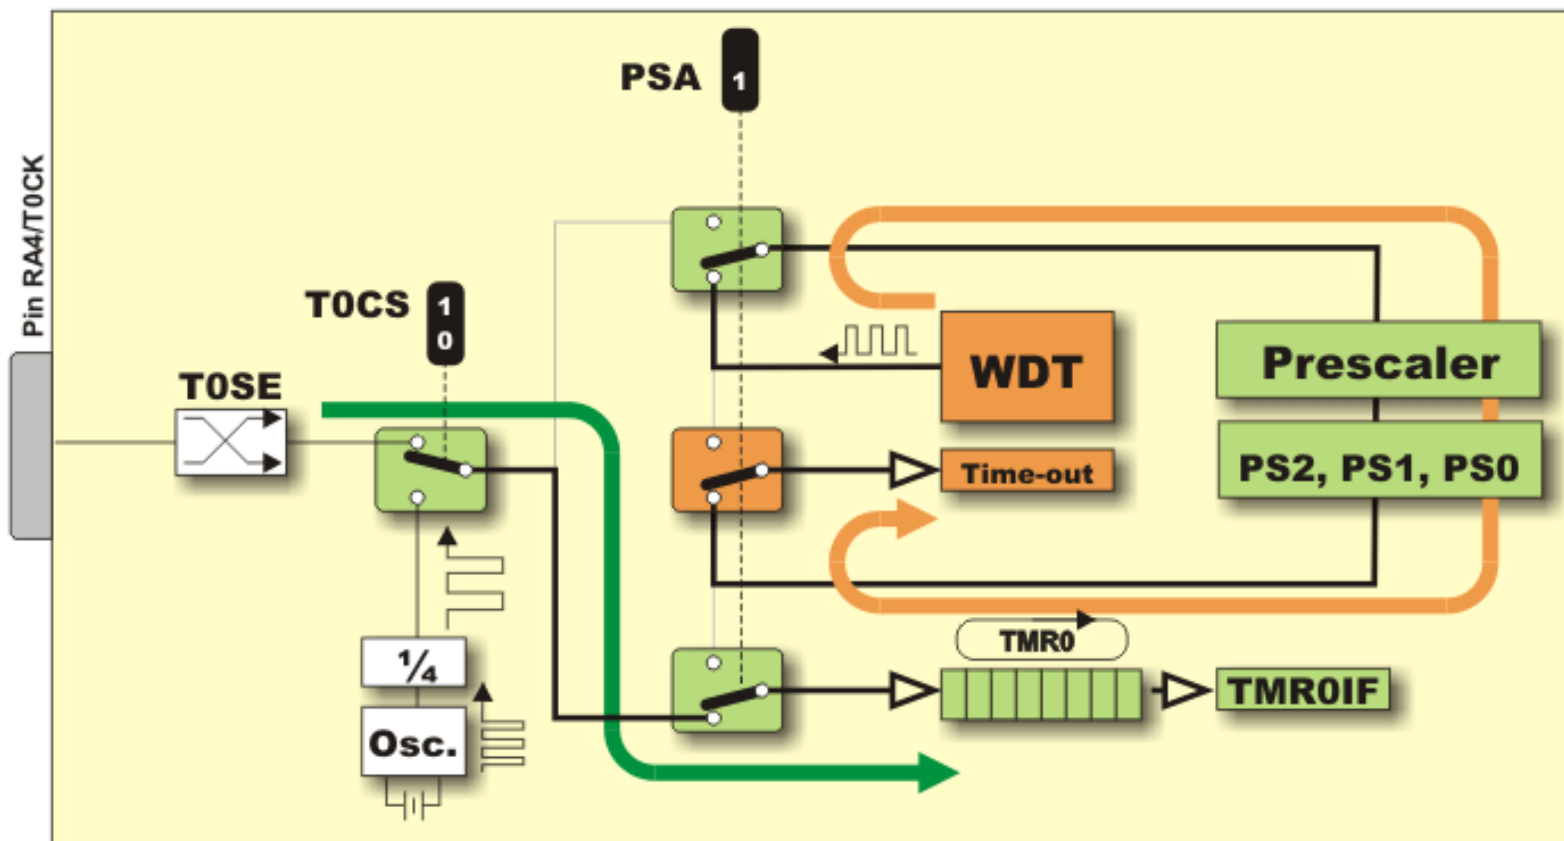 PSA
1
Pin RA4/T0CK
T0CS
1
0
T0SE
WDT
Prescaler
PS2, PS1, PS0
Time-out
¼
Osc.
TMR0
TMR0IF